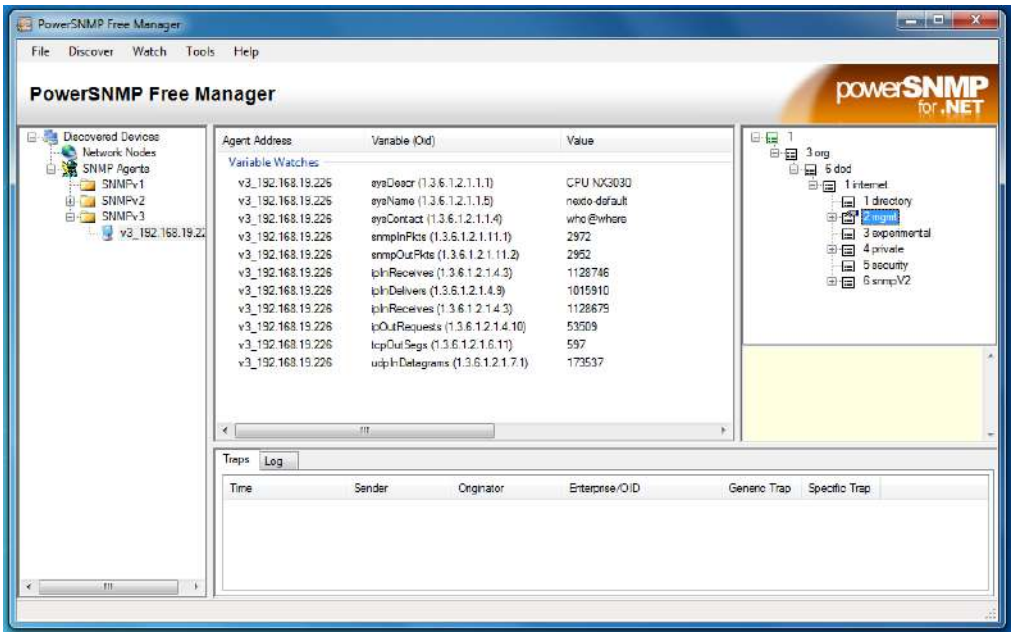 PowerSNMP Free Manager
File Discover Watch Tools Help
PowerSNMP Free Manager
powerSNMP
for .NET
Discovered Devices
Network Nodes
SNMP Agents
SNMPv1
SNMPv2
SNMPv3
v3_192.168.19.22
Agent Address Variable (Oid) Value
Variable Watches
v3_192.168.19.226 sysDescr (1.3.6.1.2.1.1.1) CPU NX3030
v3_192.168.19.226 sysName (1.3.6.1.2.1.1.5) nexto-default
v3_192.168.19.226 sysContact (1.3.6.1.2.1.1.4) who@where
v3_192.168.19.226 snmpInPkts (1.3.6.1.2.1.11.1) 2972
v3_192.168.19.226 snmpOutPkts (1.3.6.1.2.1.11.2) 2952
v3_192.168.19.226 ipInReceives (1.3.6.1.2.1.4.3) 1128746
v3_192.168.19.226 ipInDelivers (1.3.6.1.2.1.4.9) 1015910
v3_192.168.19.226 ipInReceives (1.3.6.1.2.1.4.3) 1128679
v3_192.168.19.226 ipOutRequests (1.3.6.1.2.1.4.10) 53509
v3_192.168.19.226 tcpOutSegs (1.3.6.1.2.1.6.11) 597
v3_192.168.19.226 udpInDatagrams (1.3.6.1.2.1.7.1) 173537
1
3 org
6 dod
1 internet
1 directory
2 mgmt
3 experimental
4 private
5 security
6 snmpV2
Traps Log
Time Sender Originator Enterprise/OID Generic Trap Specific Trap